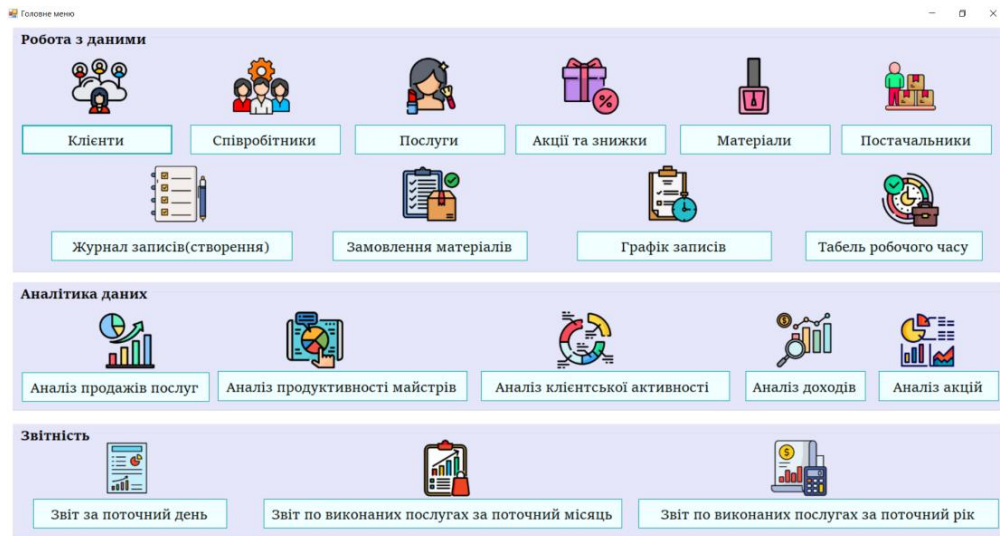 Головне меню
Робота з даними
Клієнти
Співробітники
Послуги
Акції та знижки
Матеріали
Постачальники
Журнал записів(створення)
Замовлення матеріалів
Графік записів
Табель робочого часу
Аналітика даних
Аналіз продажів послуг
Аналіз продуктивності майстрів
Аналіз клієнтської активності
Аналіз доходів
Аналіз акцій
Звітність
Звіт за поточний день
Звіт по виконаних послугах за поточний місяць
Звіт по виконаних послугах за поточний рік